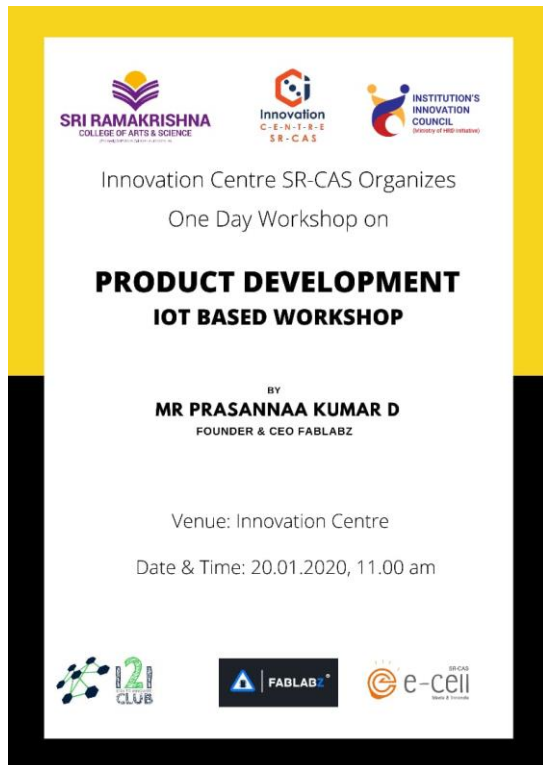 SRI RAMAKRISHNA
COLLEGE OF ARTS & SCIENCE
Innovation
C-E-N-T-R-E
SR-CAS
INSTITUTION'S
INNOVATION
COUNCIL
(Ministry of HRD Initiative)
Innovation Centre SR-CAS Organizes
One Day Workshop on
PRODUCT DEVELOPMENT
IOT BASED WORKSHOP
BY
MR PRASANNAA KUMAR D
FOUNDER & CEO FABLABZ
Venue: Innovation Centre
Date & Time: 20.01.2020, 11.00 am
I2I
CLUB
FABLABZ
SR-CAS
e-cell